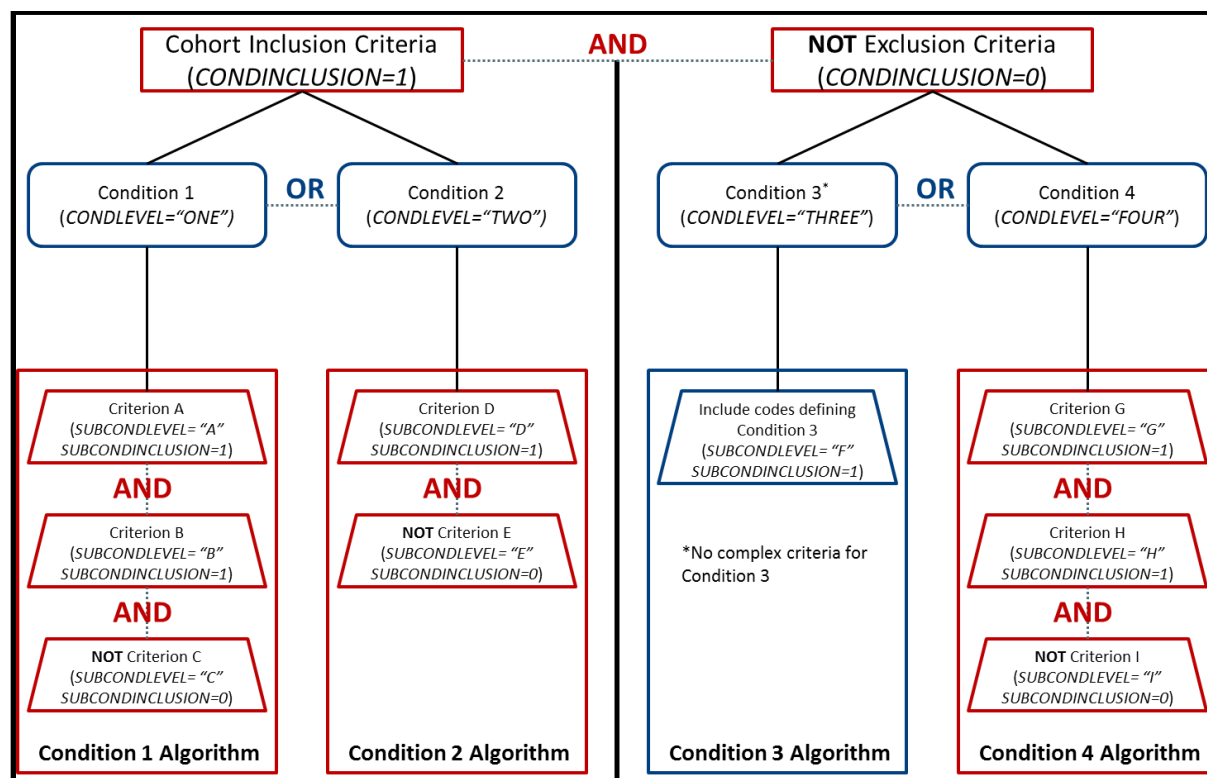 Cohort Inclusion Criteria
(CONDINCLUSION=1)
AND
NOT Exclusion Criteria
(CONDINCLUSION=0)
Condition 1
(CONDLEVEL=“ONE”)
OR
Condition 2
(CONDLEVEL=“TWO”)
Condition 3*
(CONDLEVEL=“THREE”)
OR
Condition 4
(CONDLEVEL=“FOUR”)
Criterion A
(SUBCONDLEVEL= “A”
SUBCONDINCLUSION=1)
AND
Criterion B
(SUBCONDLEVEL= “B”
SUBCONDINCLUSION=1)
AND
NOT Criterion C
(SUBCONDLEVEL= “C”
SUBCONDINCLUSION=0)
Condition 1 Algorithm
Criterion D
(SUBCONDLEVEL= “D”
SUBCONDINCLUSION=1)
AND
NOT Criterion E
(SUBCONDLEVEL= “E”
SUBCONDINCLUSION=0)
Condition 2 Algorithm
Include codes defining
Condition 3
(SUBCONDLEVEL= “F”
SUBCONDINCLUSION=1)
*No complex criteria for
Condition 3
Condition 3 Algorithm
Criterion G
(SUBCONDLEVEL= “G”
SUBCONDINCLUSION=1)
AND
Criterion H
(SUBCONDLEVEL= “H”
SUBCONDINCLUSION=1)
AND
NOT Criterion I
(SUBCONDLEVEL= “I”
SUBCONDINCLUSION=0)
Condition 4 Algorithm